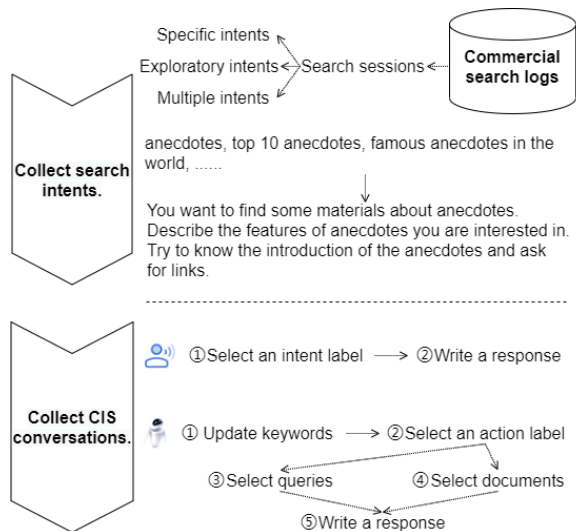 Specific intents
Exploratory intents
Search sessions
Commercial
search logs
Multiple intents
Collect search
intents.
anecdotes, top 10 anecdotes, famous anecdotes in the
world, ......
You want to find some materials about anecdotes.
Describe the features of anecdotes you are interested in.
Try to know the introduction of the anecdotes and ask
for links.
Collect CIS
conversations.
①Select an intent label
②Write a response
① Update keywords
②Select an action label
③Select queries
④Select documents
⑤Write a response